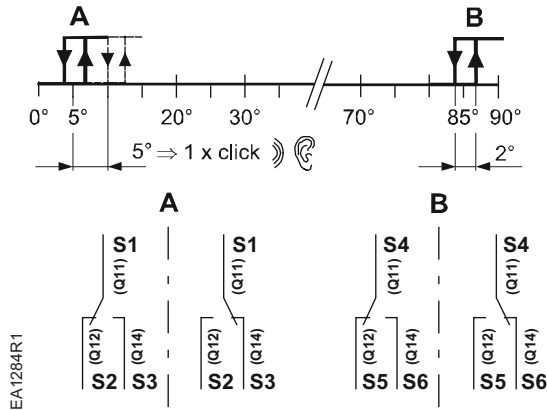 A B
0° 5° 20° 30° 70° 85° 90°
5° ⇒ 1 x click 2°
A B
S1 S1 S4 S4
(Q11) (Q11) (Q11) (Q11)
(Q12) (Q14) (Q12) (Q14) (Q12) (Q14) (Q12) (Q14)
S2 S3 S2 S3 S5 S6 S5 S6
EA1284R1